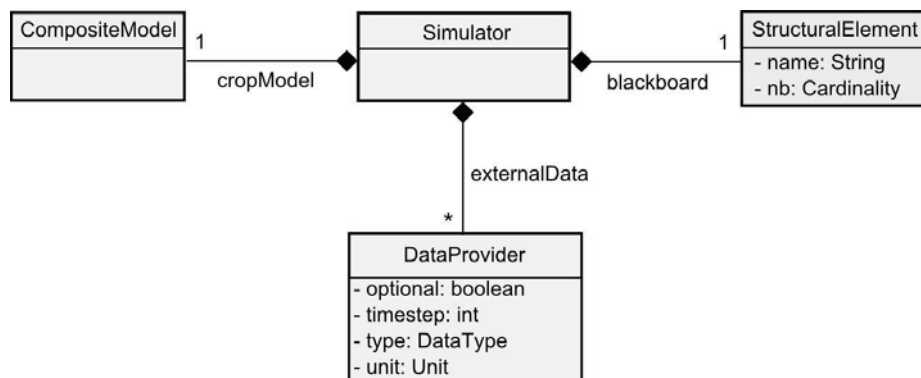 CompositeModel
Simulator
StructuralElement
- name: String
- nb: Cardinality
1
cropModel
1
blackboard
externalData
*
DataProvider
- optional: boolean
- timestep: int
- type: DataType
- unit: Unit